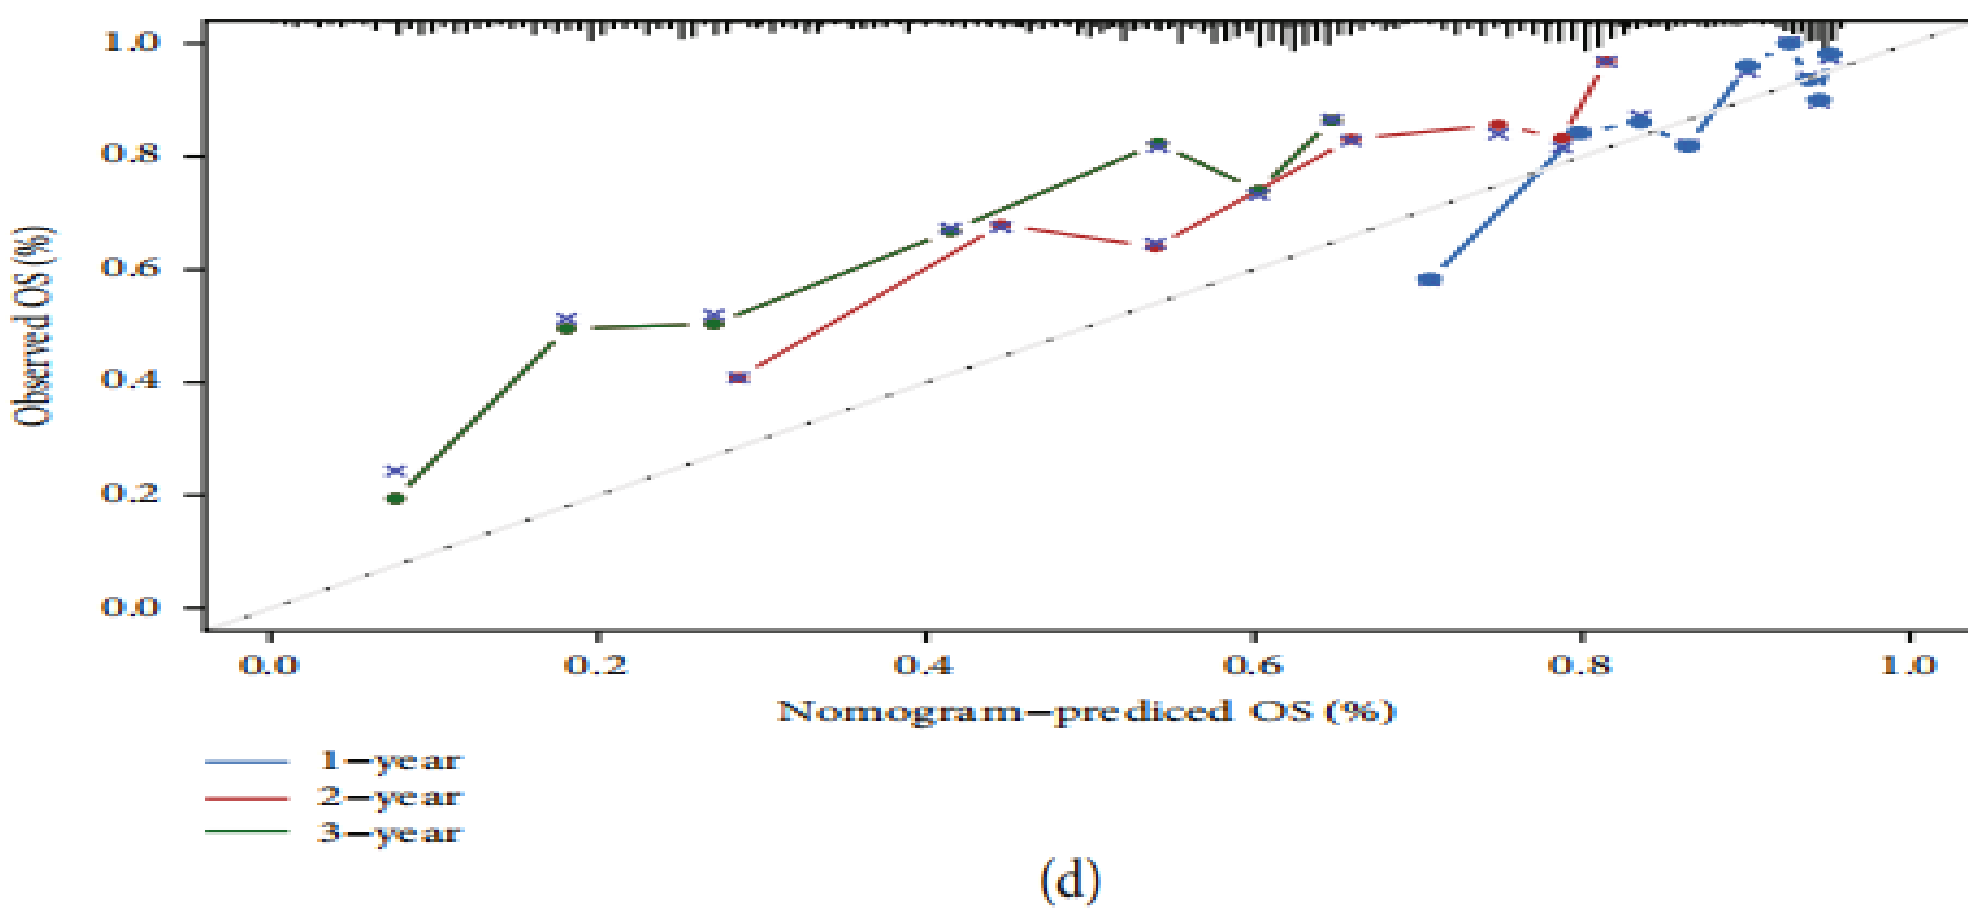 1.0
0.8
0.6
0.4
0.2
0.0
Observed OS (%)
0.0 0.2 0.4 0.6 0.8 1.0
Nomogram−prediced OS (%)
1−year
2−year
3−year
(d)